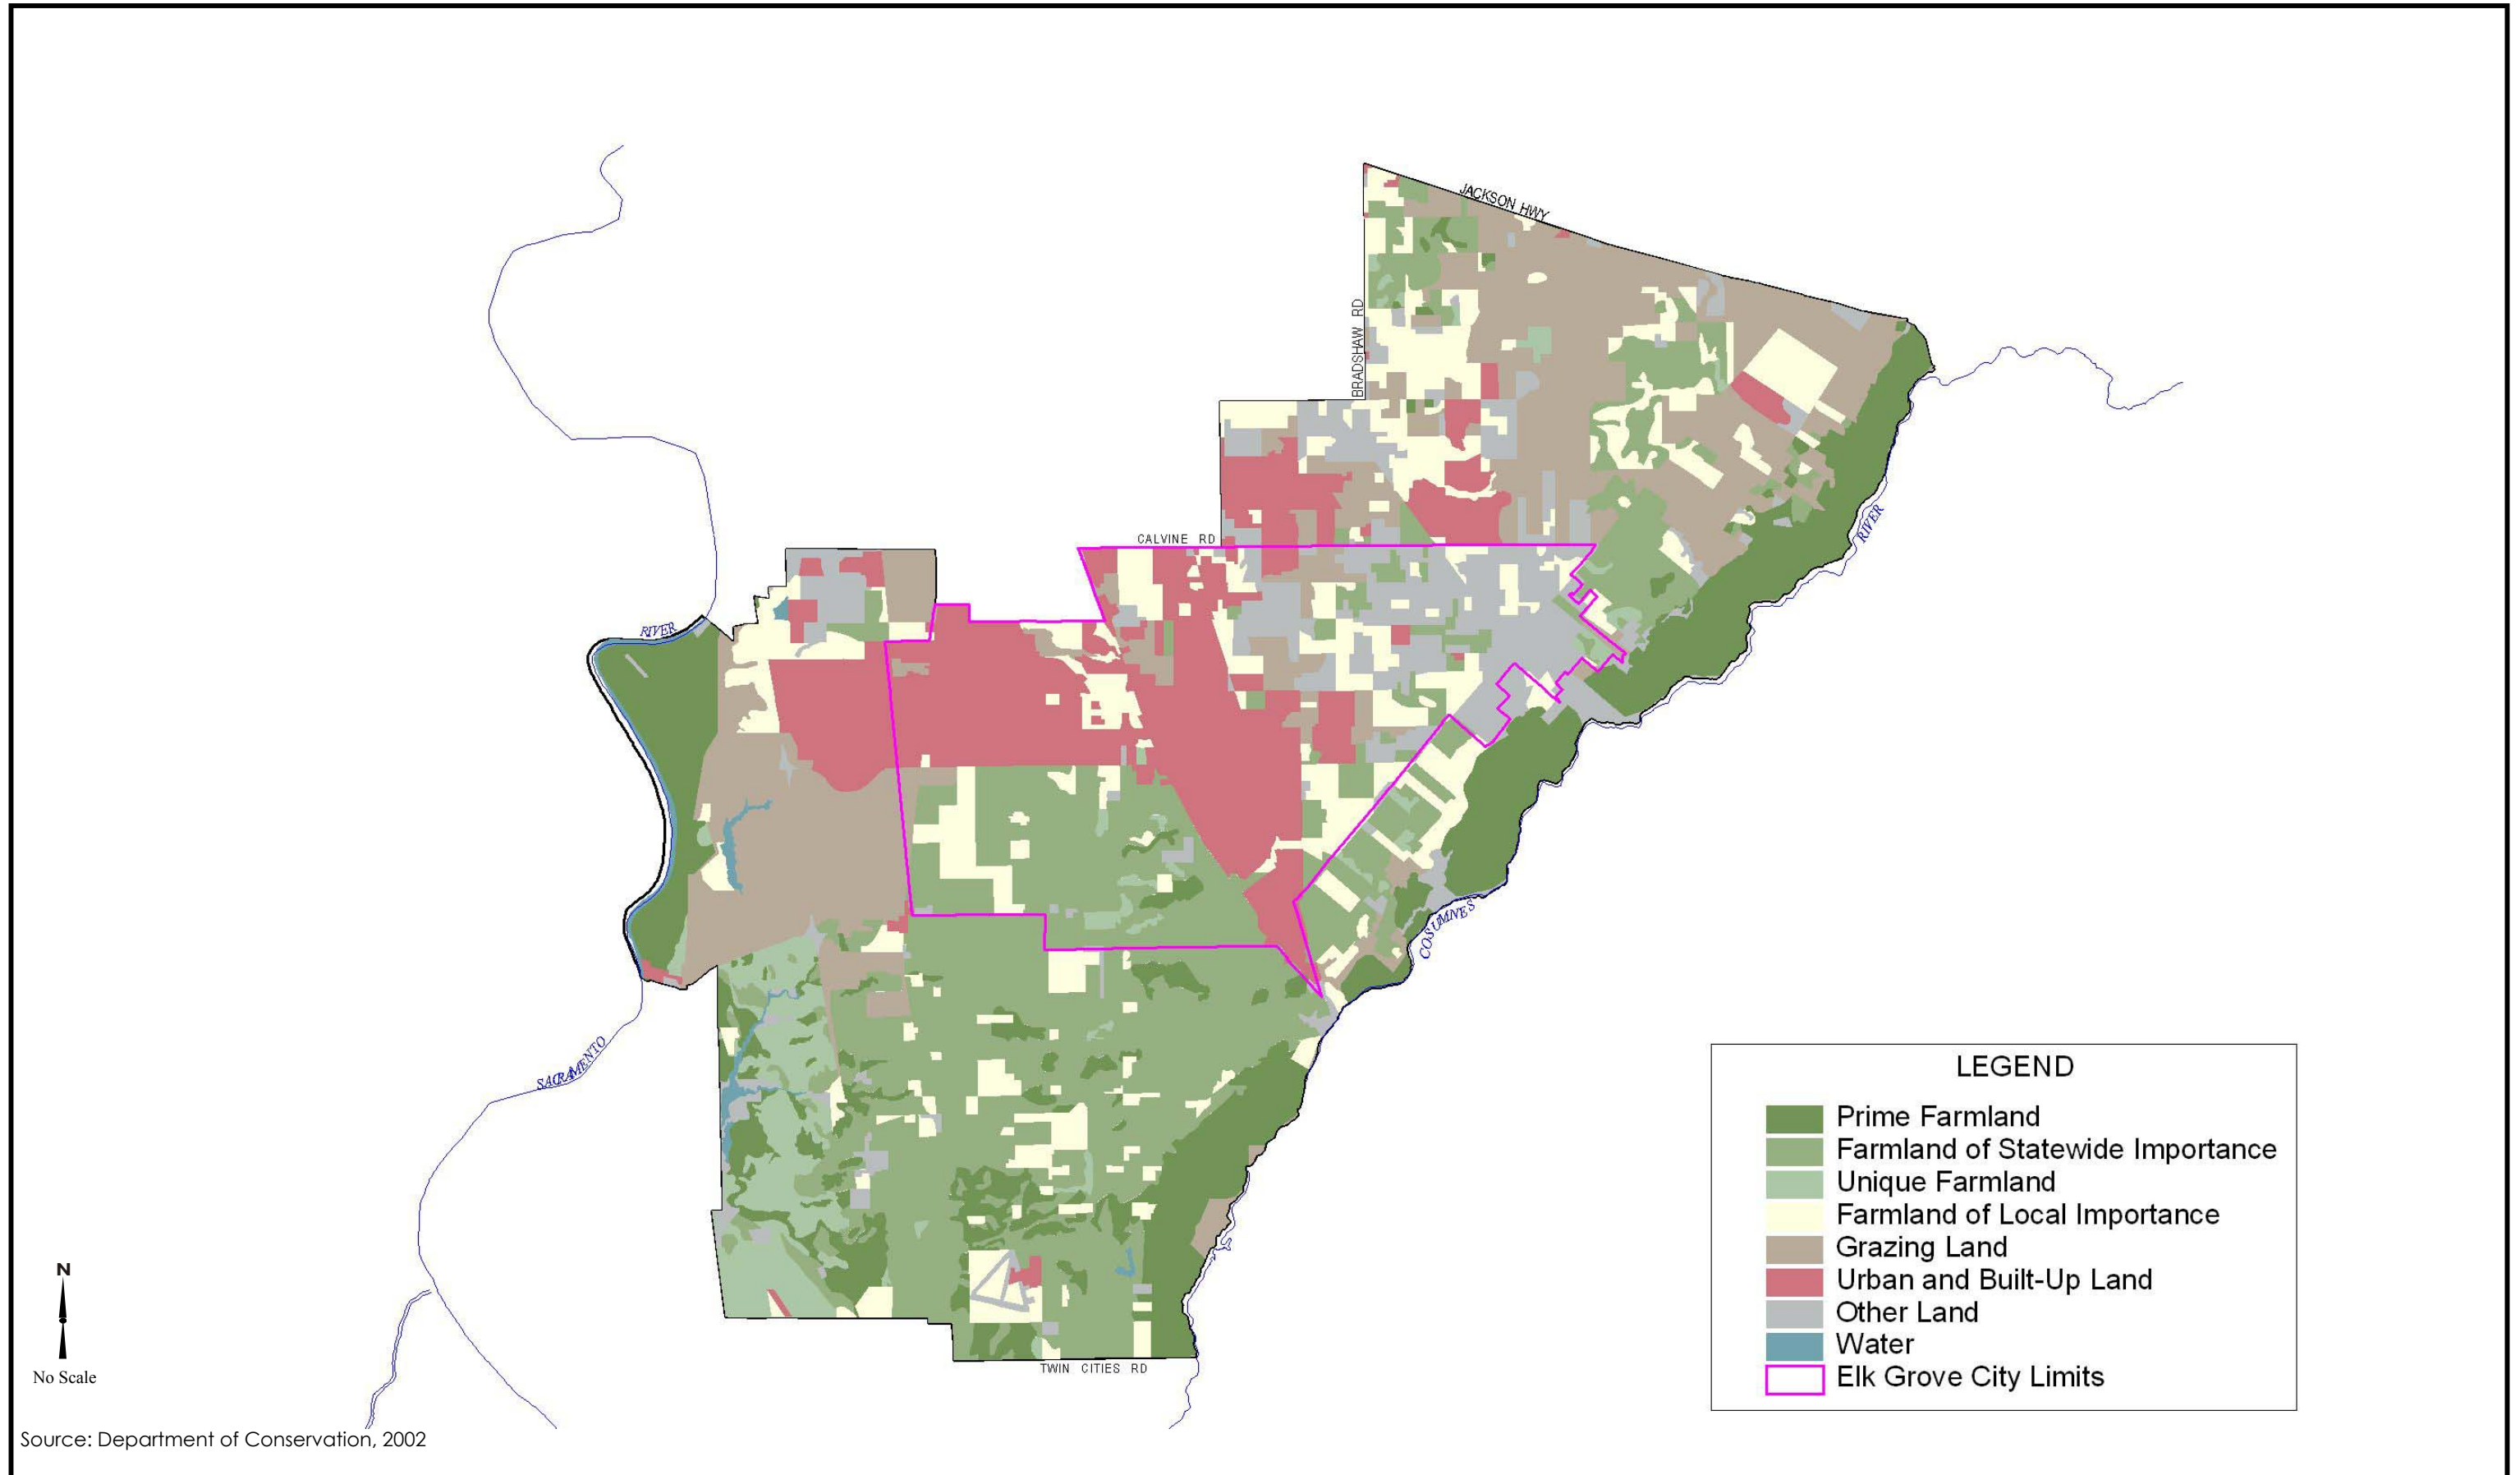 JACKSON HWY
BRADSHAW RD
CALVINE RD
RIVER
RIVER
COSUMNES
SACRAMENTO
TWIN CITIES RD
LEGEND
Prime Farmland
Farmland of Statewide Importance
Unique Farmland
Farmland of Local Importance
Grazing Land
Urban and Built-Up Land
Other Land
Water
Elk Grove City Limits
N
No Scale
Source: Department of Conservation, 2002